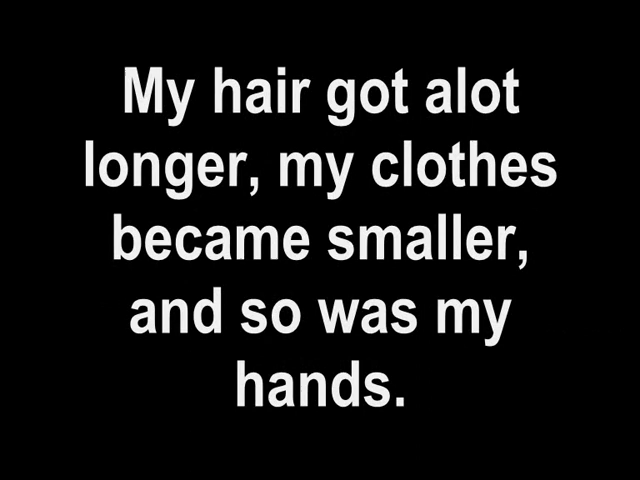 My hair got alot
longer, my clothes
became smaller,
and so was my
hands.